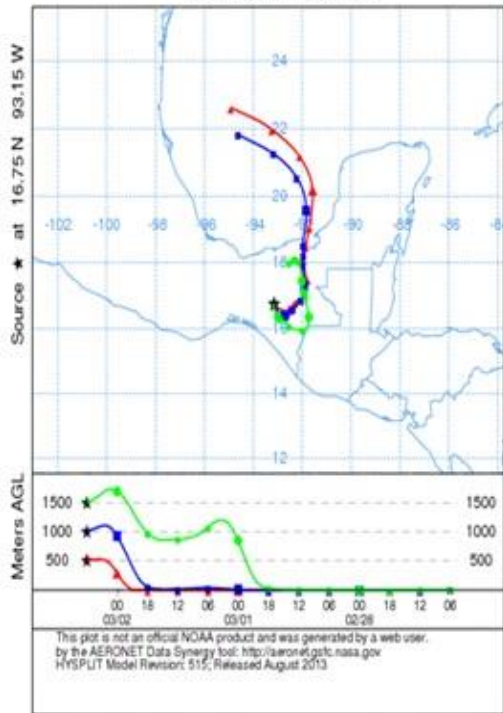 Source ★ at 16.75 N 93.15 W
24
22
20
-102 -100 -98 -96 -94 -92 -90 -88 -86
18
16
14
12
Meters AGL
1500 1500
1000 1000
500 500
00 18 12 06 00 18 12 06 00 18 12 06
03/02 03/01 02/28
This plot is not an official NOAA product and was generated by a web user.
by the AERONET Data Synergy tool: http://aeronet.gsfc.nasa.gov
HYSPLIT Model Revision: 515; Released August 2013